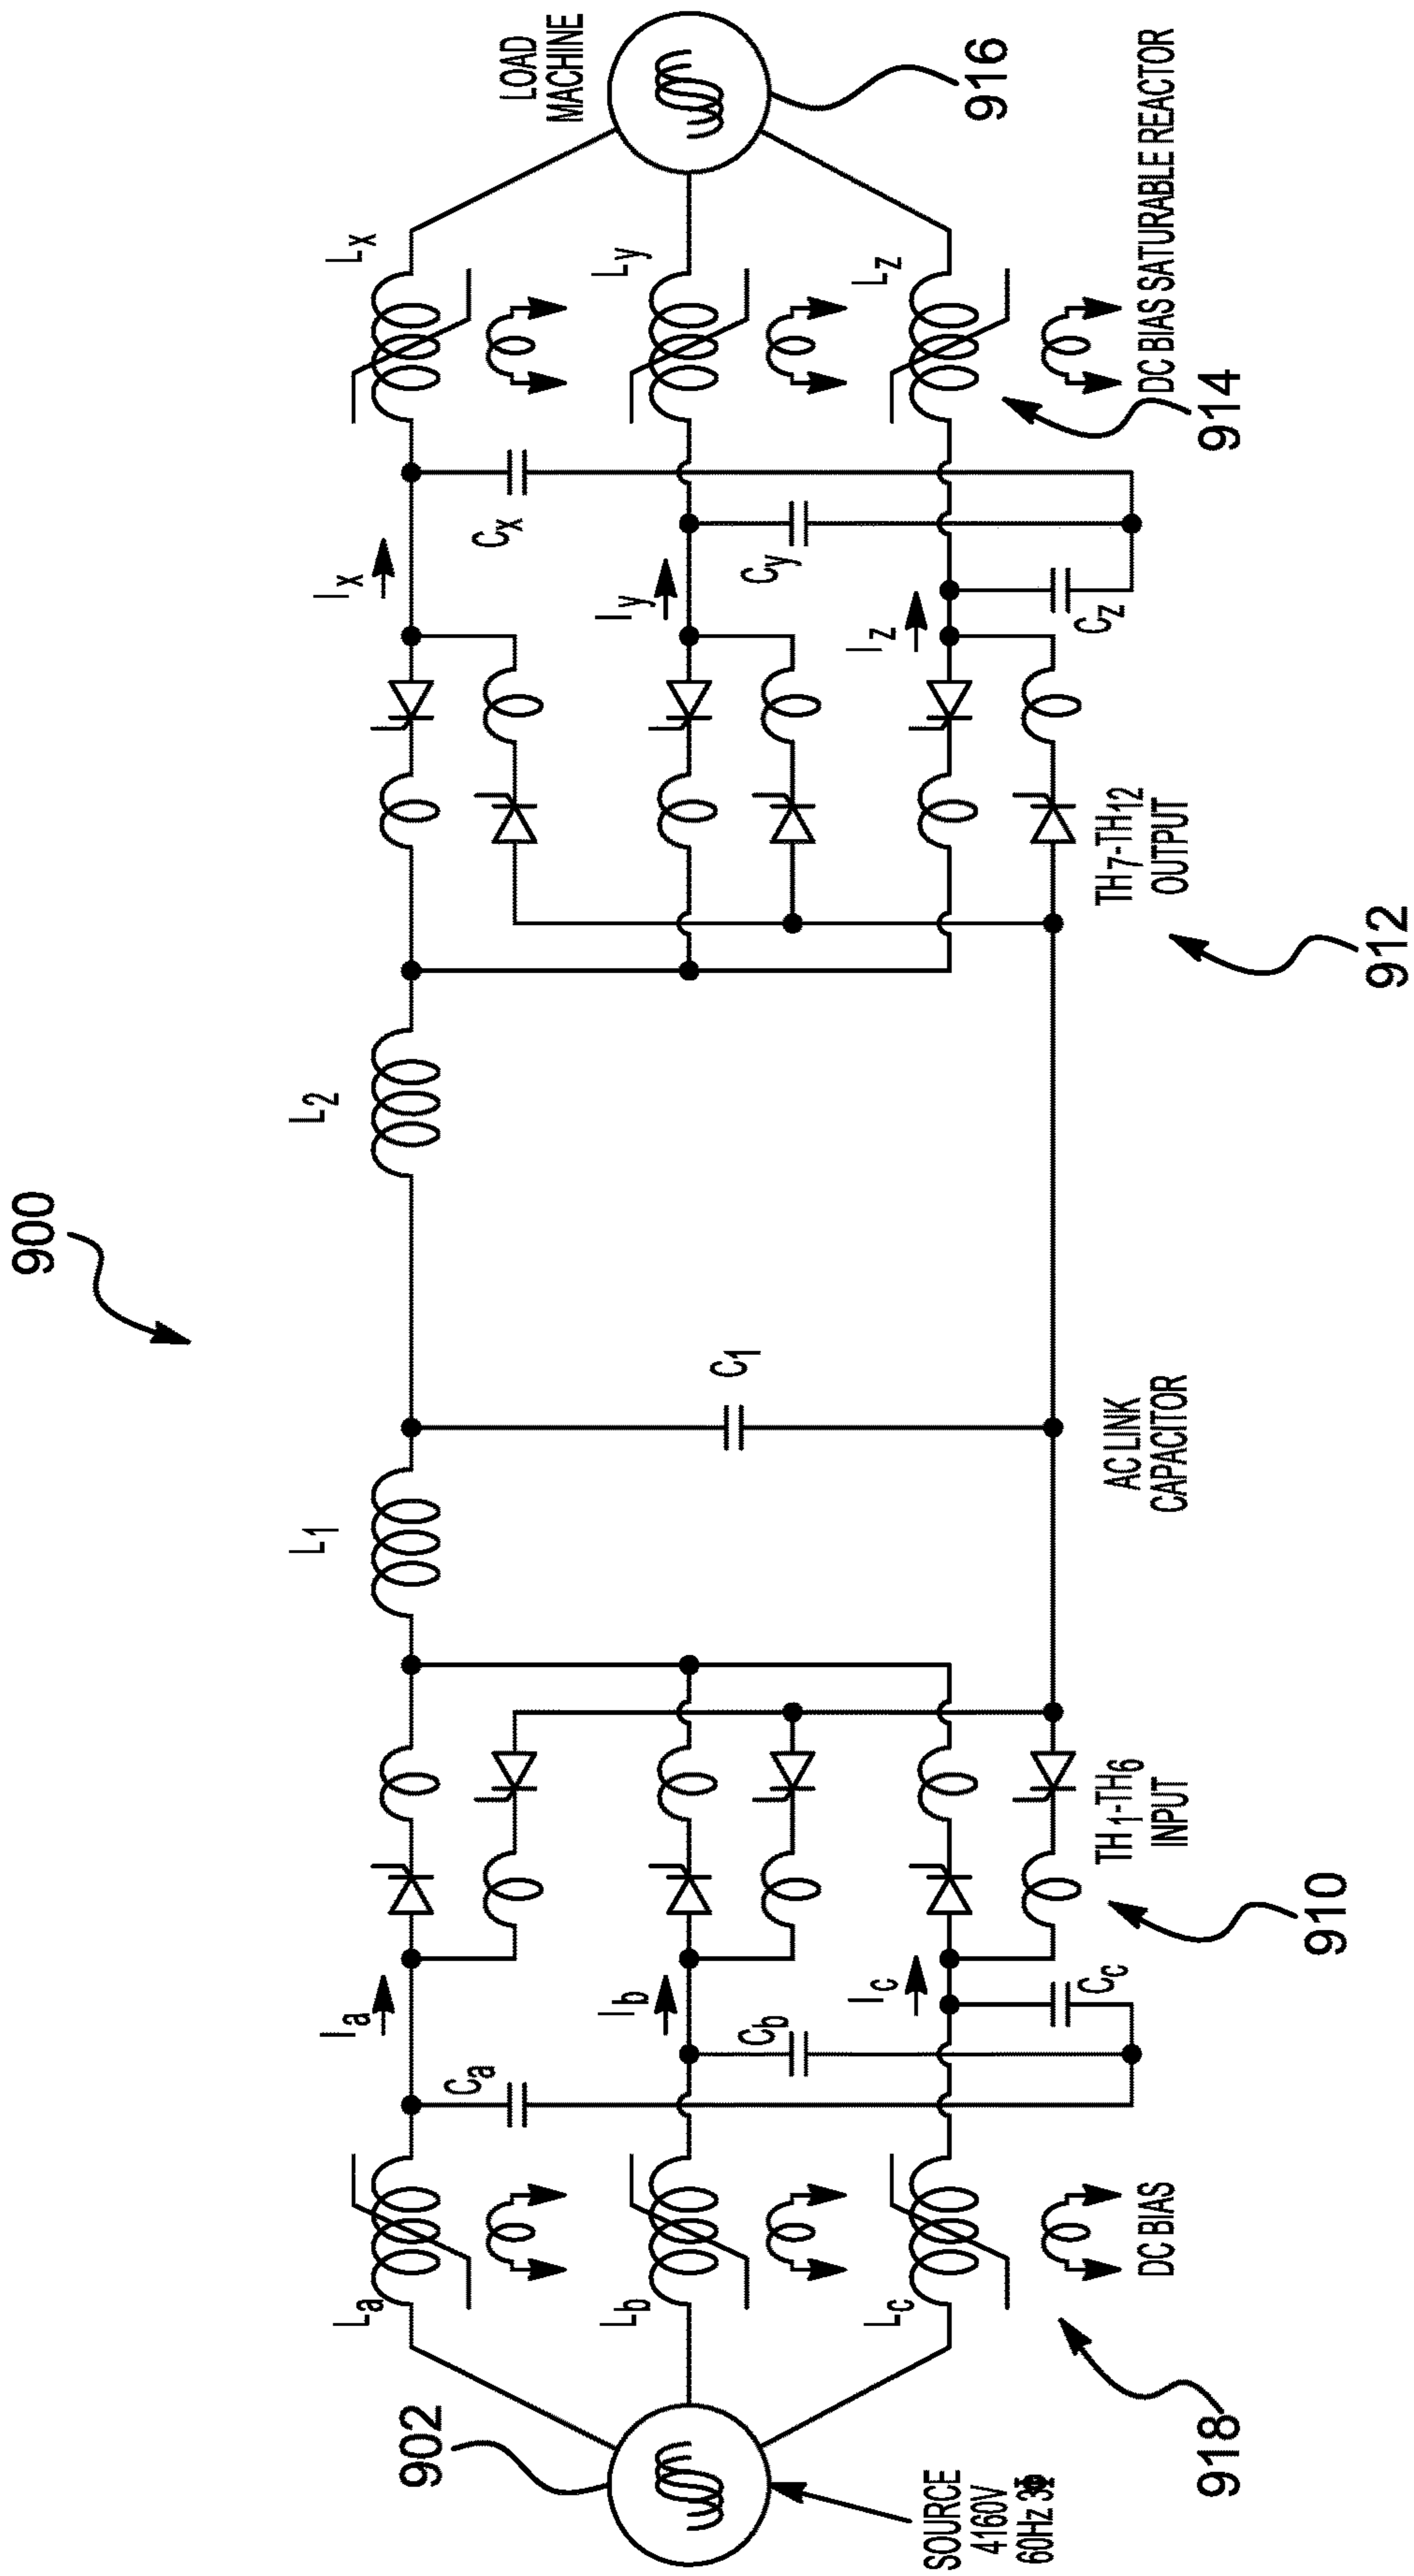 900
902
SOURCE
4160V
60Hz 3Φ
918
DC BIAS
La
Lb
Lc
Ca
Cb
Cc
Ia
Ib
Ic
910
TH1-TH6
INPUT
L1
C1
AC LINK
CAPACITOR
L2
TH7-TH12
OUTPUT
912
Ix
Iy
Iz
Cx
Cy
Cz
Lx
Ly
Lz
914
DC BIAS SATURABLE REACTOR
LOAD
MACHINE
916